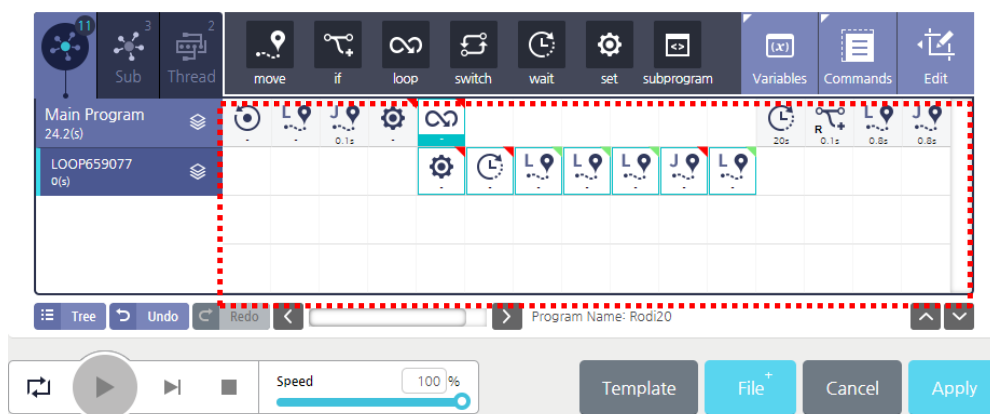 11
3
2
Sub
Thread
move
if
loop
switch
wait
set
subprogram
(x)
Variables
Commands
Edit
Main Program
24.2(s)
- L - J 0.1s - - 20s R 0.1s L 0.8s J 0.8s
LOOP659077
0(s)
- - L - L - L - J - L -
Tree
Undo
Redo
Program Name: Rodi20
Speed
100 %
Template
File+
Cancel
Apply